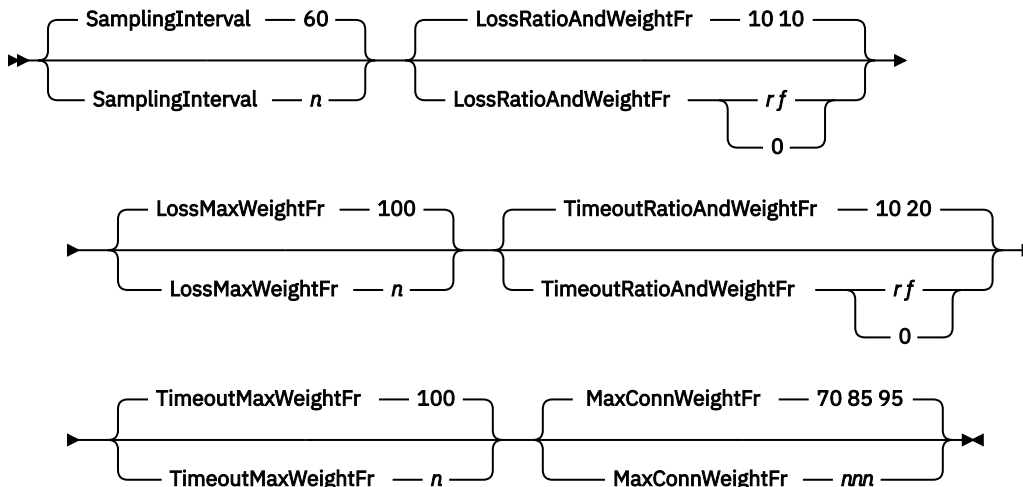 SamplingInterval 60 LossRatioAndWeightFr 10 10
SamplingInterval n LossRatioAndWeightFr r f
0
LossMaxWeightFr 100 TimeoutRatioAndWeightFr 10 20
LossMaxWeightFr n TimeoutRatioAndWeightFr r f
0
TimeoutMaxWeightFr 100 MaxConnWeightFr 70 85 95
TimeoutMaxWeightFr n MaxConnWeightFr nnn